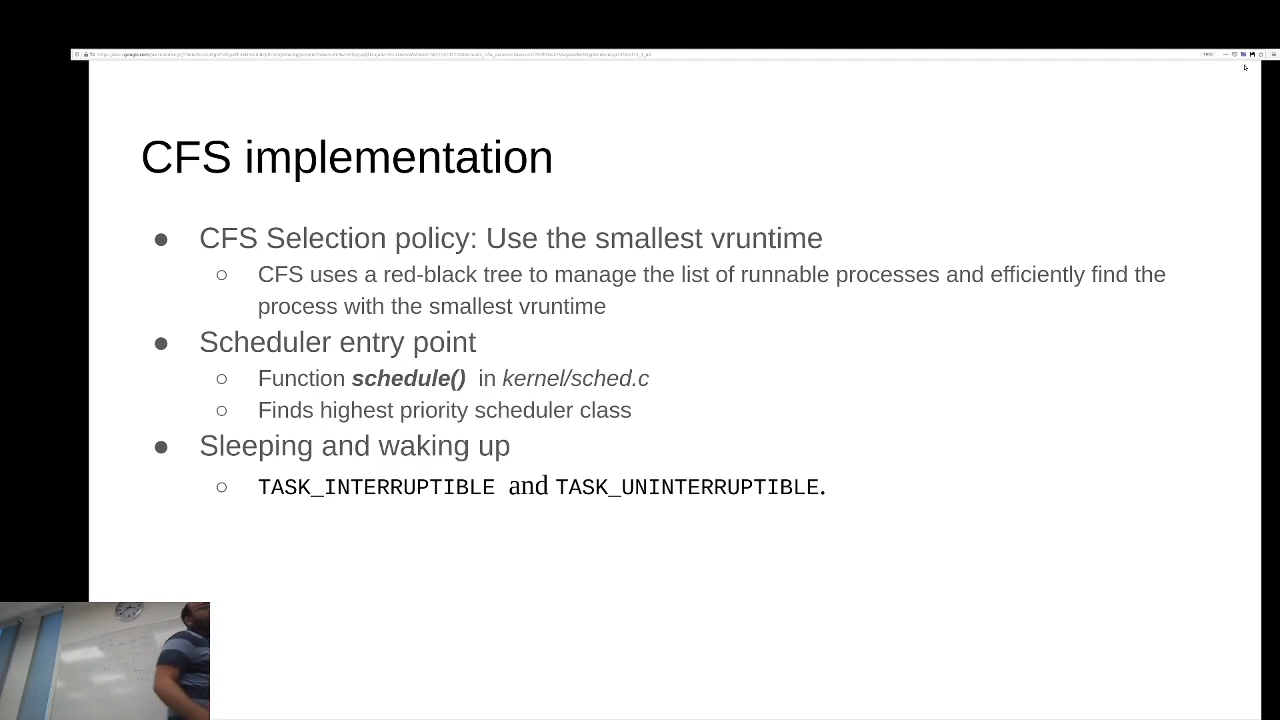 CFS implementation
● CFS Selection policy: Use the smallest vruntime
○ CFS uses a red-black tree to manage the list of runnable processes and efficiently find the
process with the smallest vruntime
● Scheduler entry point
○ Function schedule() in kernel/sched.c
○ Finds highest priority scheduler class
● Sleeping and waking up
○ TASK_INTERRUPTIBLE and TASK_UNINTERRUPTIBLE.